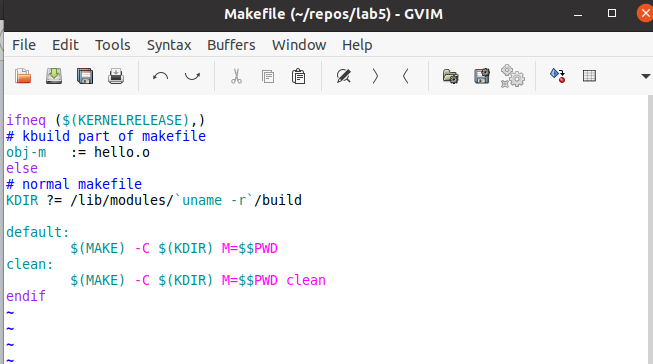 Makefile (~/repos/lab5) - GVIM
File Edit Tools Syntax Buffers Window Help
ifneq ($(KERNELRELEASE),)
# kbuild part of makefile
obj-m   := hello.o
else
# normal makefile
KDIR ?= /lib/modules/`uname -r`/build
default:
        $(MAKE) -C $(KDIR) M=$$PWD
clean:
        $(MAKE) -C $(KDIR) M=$$PWD clean
endif
~
~
~
~